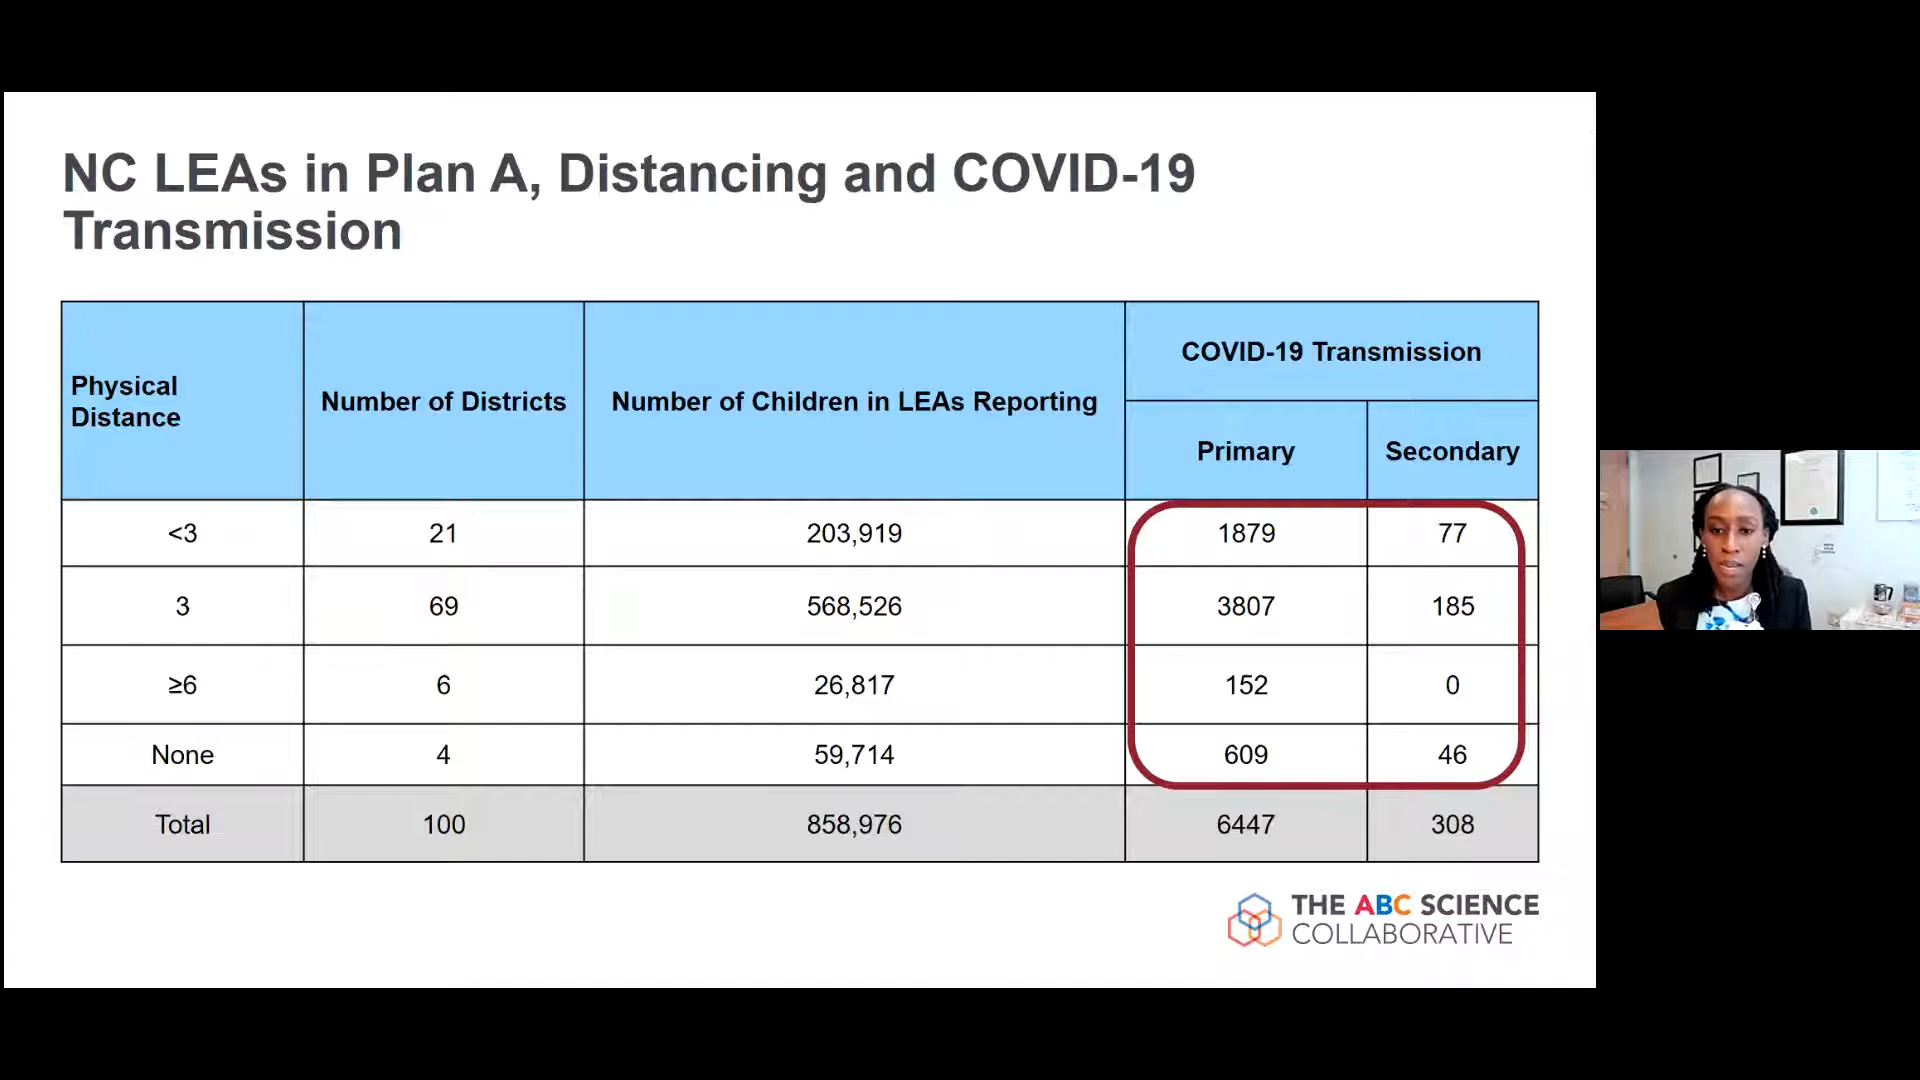 NC LEAs in Plan A, Distancing and COVID-19
Transmission
Physical
Distance
Number of Districts
Number of Children in LEAs Reporting
COVID-19 Transmission
Primary
Secondary
<3
21
203,919
1879
77
3
69
568,526
3807
185
≥6
6
26,817
152
0
None
4
59,714
609
46
Total
100
858,976
6447
308
THE ABC SCIENCE
COLLABORATIVE